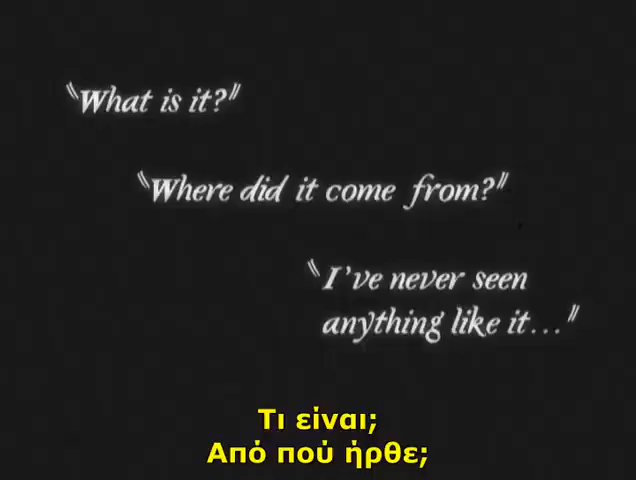 "What is it?"
"Where did it come from?"
"I've never seen
anything like it..."
Τι είναι;
Από πού ήρθε;